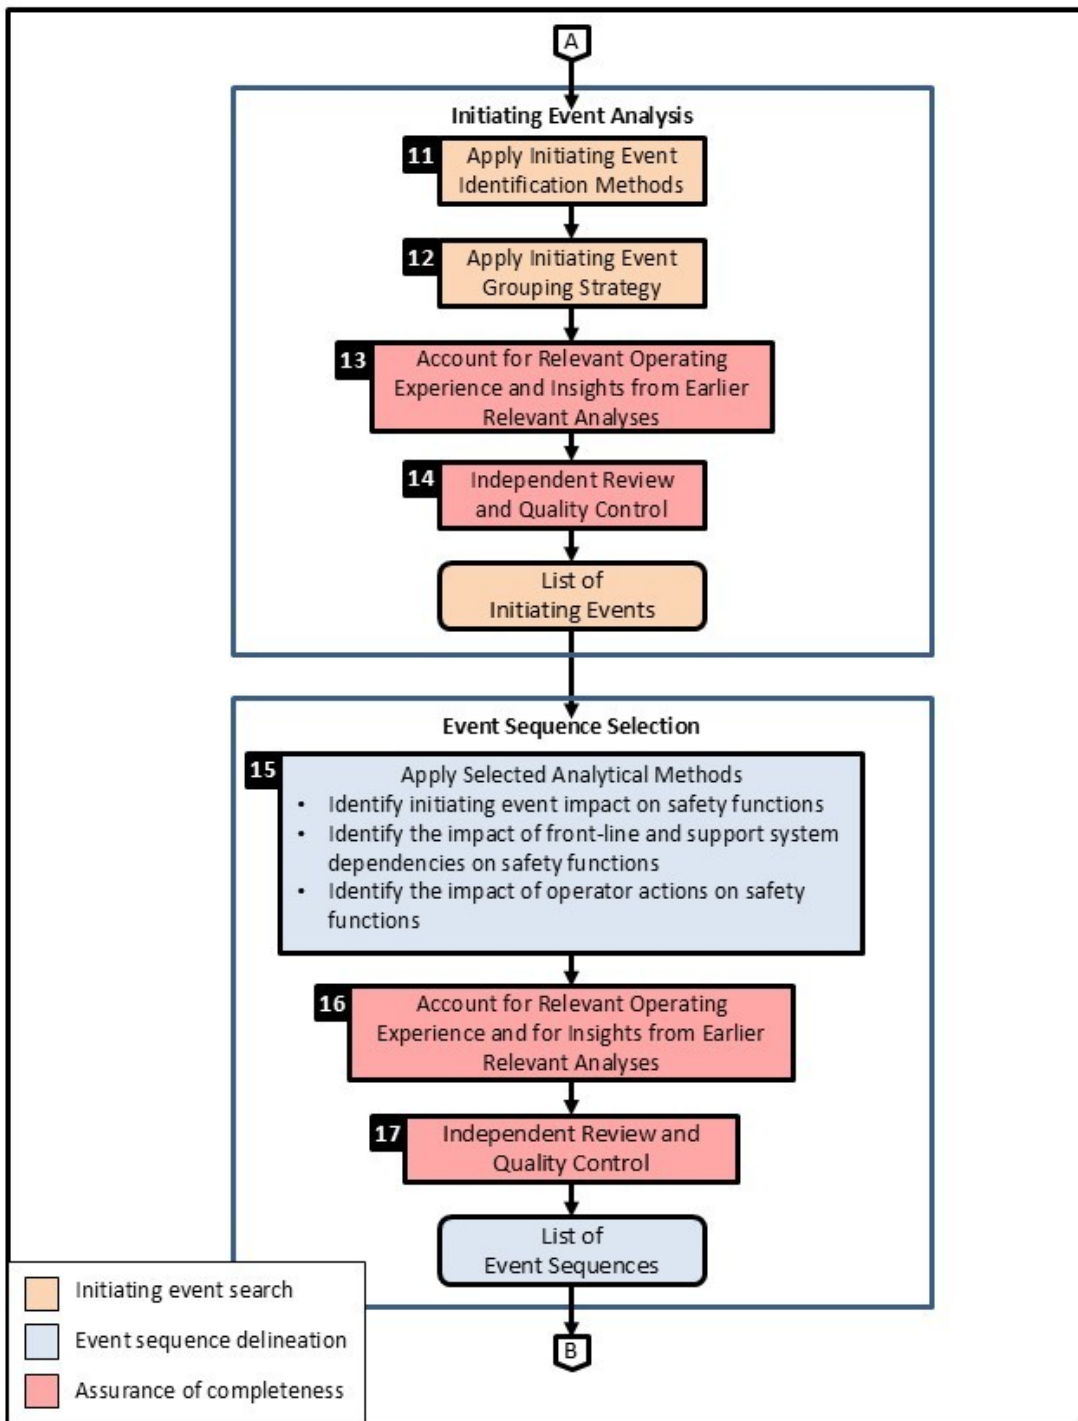 A
Initiating Event Analysis
11
Apply Initiating Event
Identification Methods
12
Apply Initiating Event
Grouping Strategy
13
Account for Relevant Operating
Experience and Insights from Earlier
Relevant Analyses
14
Independent Review
and Quality Control
List of
Initiating Events
Event Sequence Selection
15
Apply Selected Analytical Methods
• Identify initiating event impact on safety functions
• Identify the impact of front-line and support system
dependencies on safety functions
• Identify the impact of operator actions on safety
functions
16
Account for Relevant Operating
Experience and for Insights from Earlier
Relevant Analyses
17
Independent Review and
Quality Control
List of
Event Sequences
B
Initiating event search
Event sequence delineation
Assurance of completeness